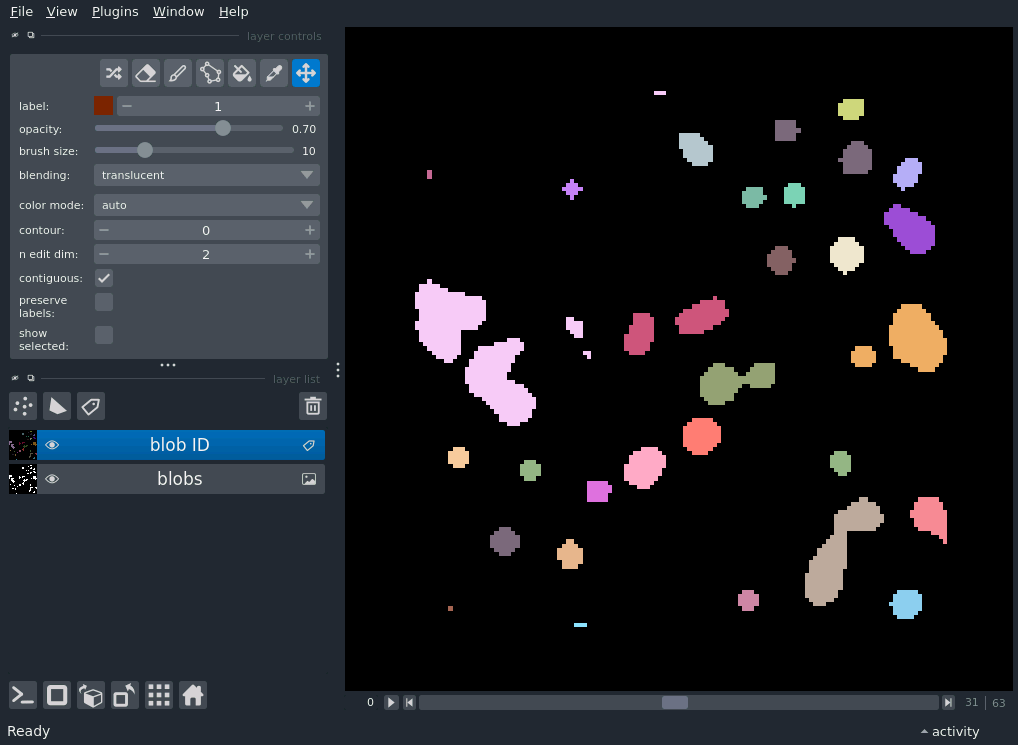 File View Plugins Window Help
layer controls
label: 1
opacity: 0.70
brush size: 10
blending: translucent
color mode: auto
contour: 0
n edit dim: 2
contiguous:
preserve
labels:
show
selected:
layer list
blob ID
blobs
0 31 | 63
Ready activity